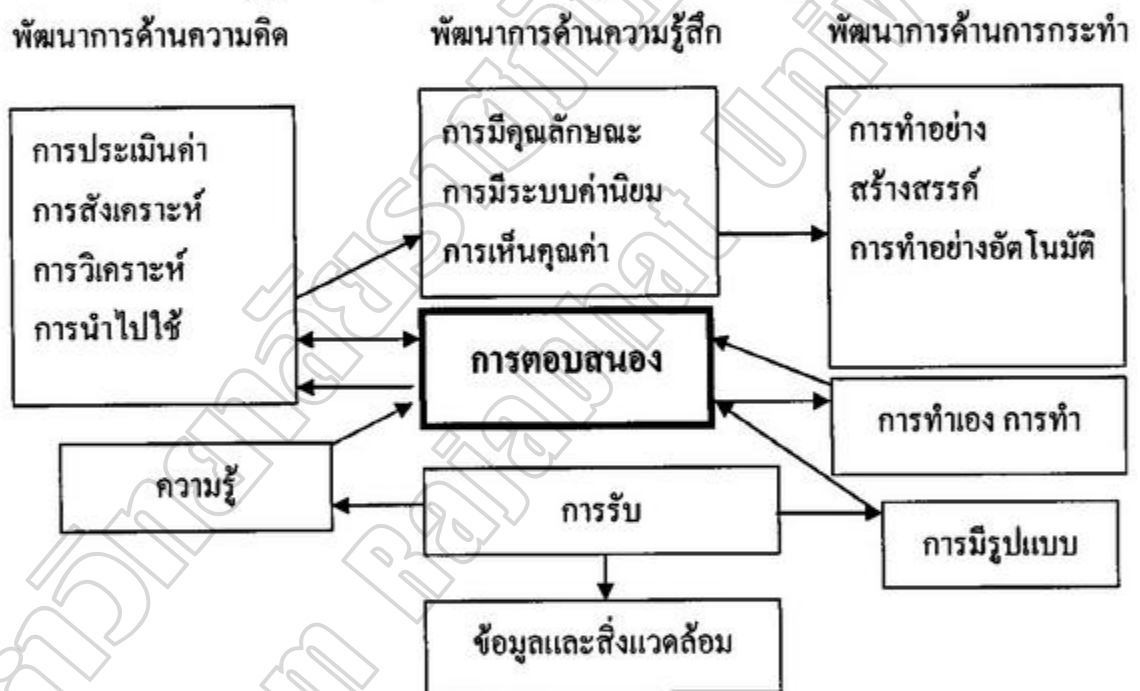 พัฒนาการด้านความคิด
พัฒนาการด้านความรู้สึก
พัฒนาการด้านการกระทำ
การประเมินค่า
การสังเคราะห์
การวิเคราะห์
การนำไปใช้
การมีคุณลักษณะ
การมีระบบค่านิยม
การเห็นคุณค่า
การทำอย่าง
สร้างสรรค์
การทำอย่างอัตโนมัติ
การตอบสนอง
การทำเอง การทำ
ความรู้
การรับ
การมีรูปแบบ
ข้อมูลและสิ่งแวดล้อม
Rajabhat Univ